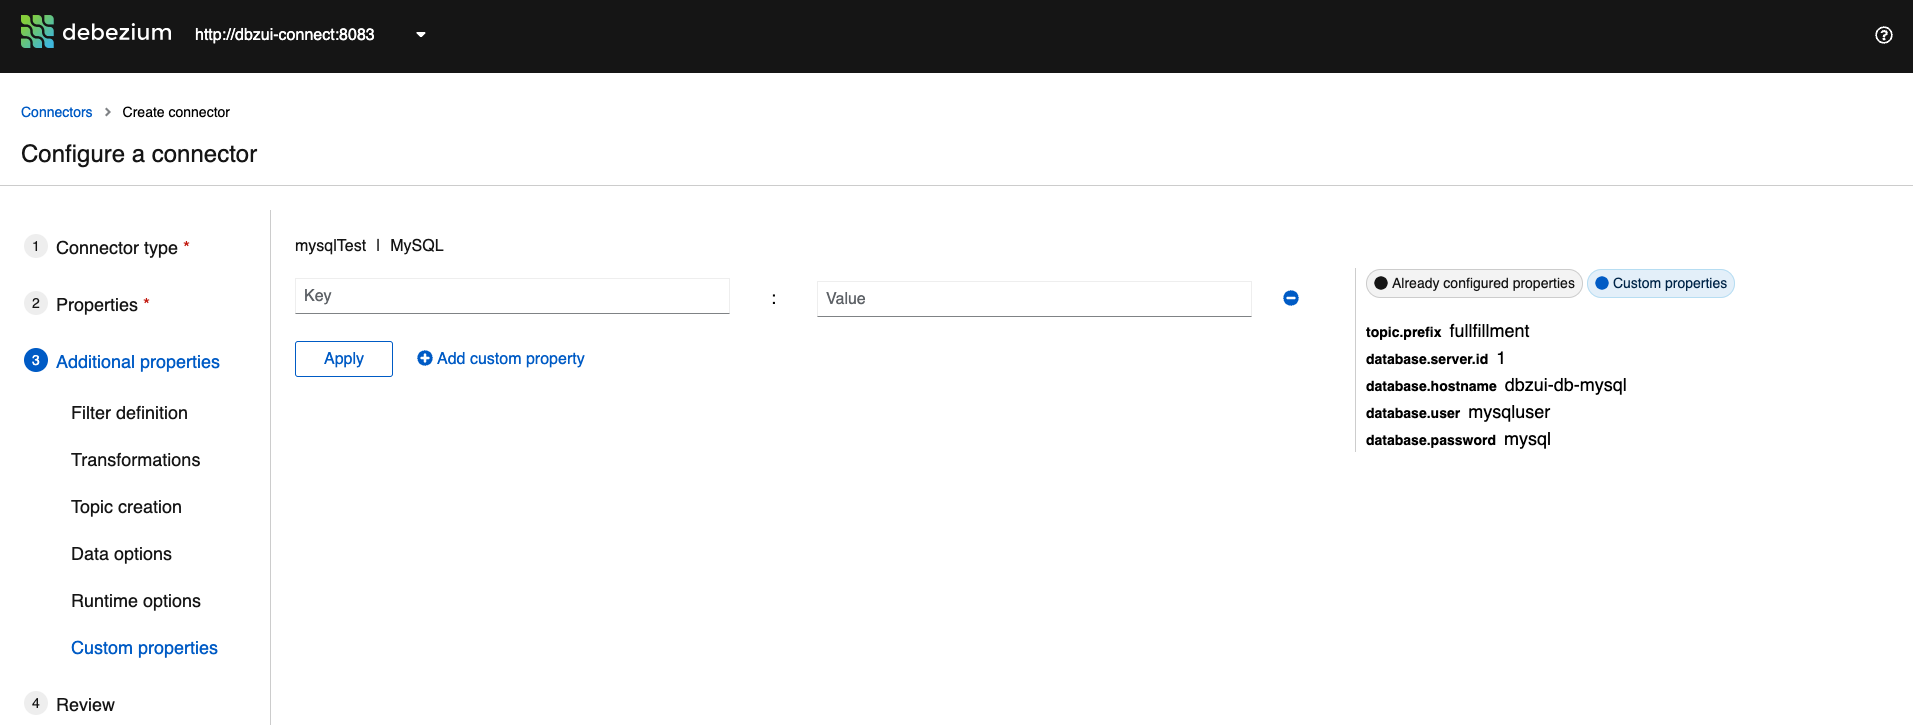 debezium http://dbzui-connect:8083
Connectors > Create connector
Configure a connector
1 Connector type *
2 Properties *
3 Additional properties
Filter definition
Transformations
Topic creation
Data options
Runtime options
Custom properties
4 Review
mysqlTest | MySQL
Key : Value
Apply Add custom property
Already configured properties Custom properties
topic.prefix fullfillment
database.server.id 1
database.hostname dbzui-db-mysql
database.user mysqluser
database.password mysql